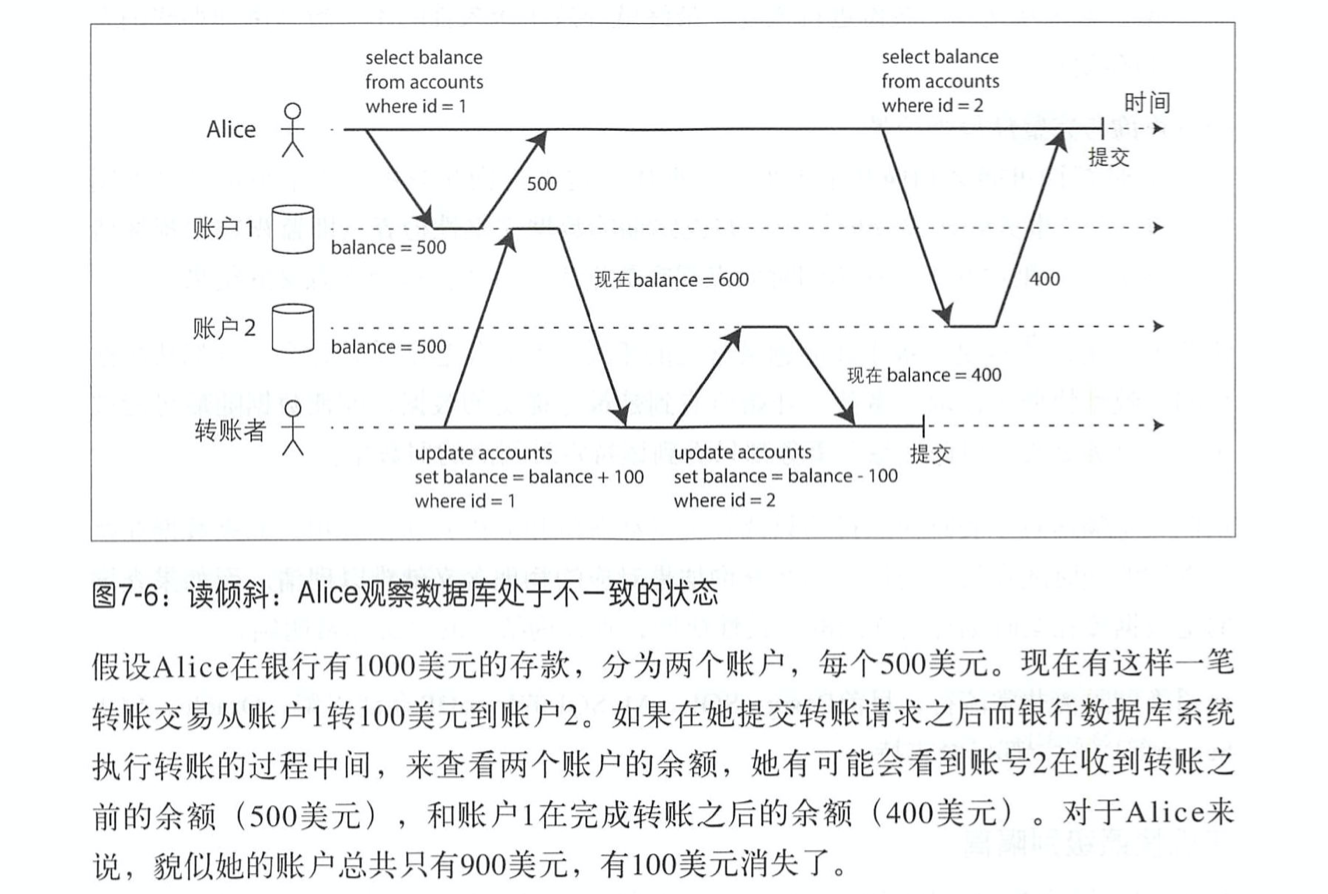 select balance
from accounts
where id = 1
select balance
from accounts
where id = 2
时间
Alice
提交
500
账户1
balance = 500
现在 balance = 600
400
账户2
balance = 500
现在 balance = 400
转账者
提交
update accounts
set balance = balance + 100
where id = 1
update accounts
set balance = balance - 100
where id = 2
图7-6：读倾斜：Alice观察数据库处于不一致的状态
假设Alice在银行有1000美元的存款，分为两个账户，每个500美元。现在有这样一笔
转账交易从账户1转100美元到账户2。如果在她提交转账请求之后而银行数据库系统
执行转账的过程中间，来查看两个账户的余额，她有可能会看到账号2在收到转账之
前的余额（500美元），和账户1在完成转账之后的余额（400美元）。对于Alice来
说，貌似她的账户总共只有900美元，有100美元消失了。